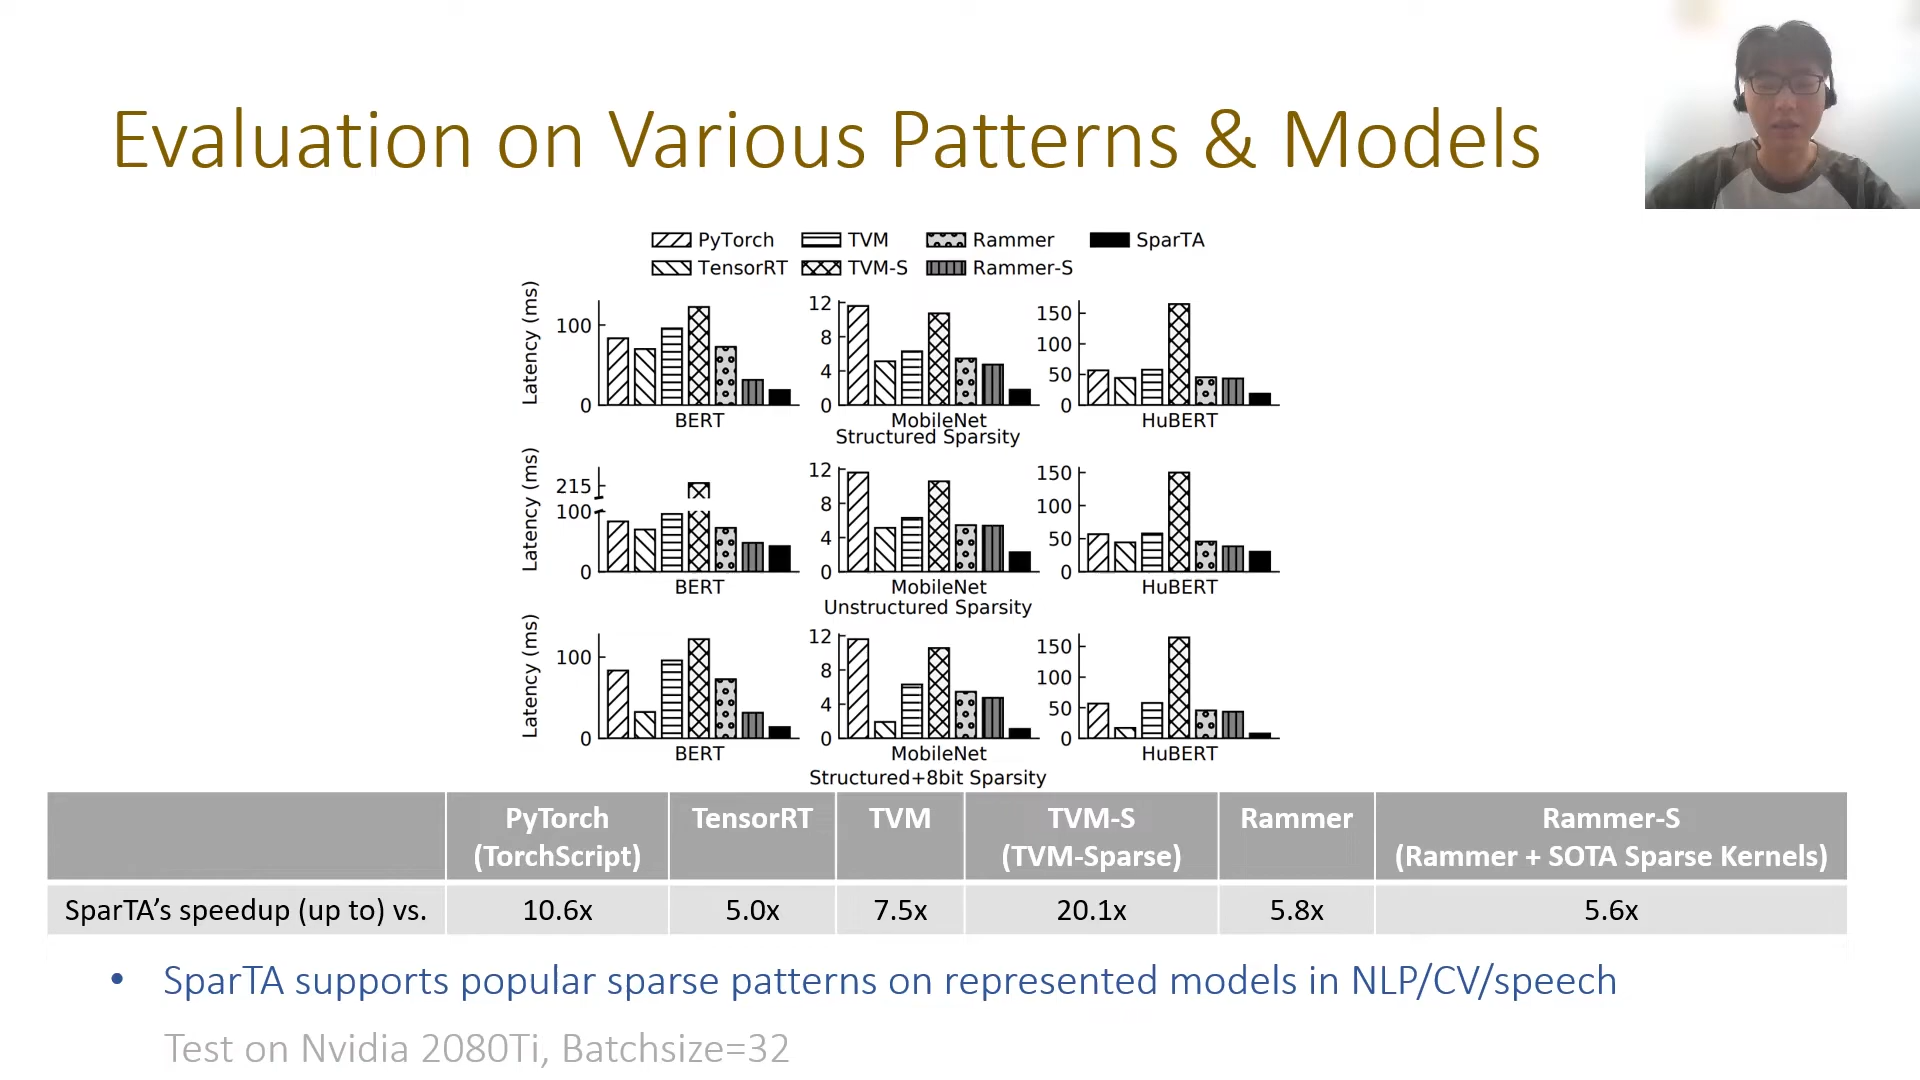 Evaluation on Various Patterns & Models
PyTorch TVM Rammer SparTA
TensorRT TVM-S Rammer-S
Latency (ms)
100
0
BERT
12
8
4
0
MobileNet
150
100
50
0
HuBERT
Structured Sparsity
Latency (ms)
215
100
0
BERT
12
8
4
0
MobileNet
150
100
50
0
HuBERT
Unstructured Sparsity
Latency (ms)
100
0
BERT
12
8
4
0
MobileNet
150
100
50
0
HuBERT
Structured+8bit Sparsity
PyTorch (TorchScript)
TensorRT
TVM
TVM-S (TVM-Sparse)
Rammer
Rammer-S (Rammer + SOTA Sparse Kernels)
SparTA’s speedup (up to) vs. 10.6x 5.0x 7.5x 20.1x 5.8x 5.6x
• SparTA supports popular sparse patterns on represented models in NLP/CV/speech
Test on Nvidia 2080Ti, Batchsize=32